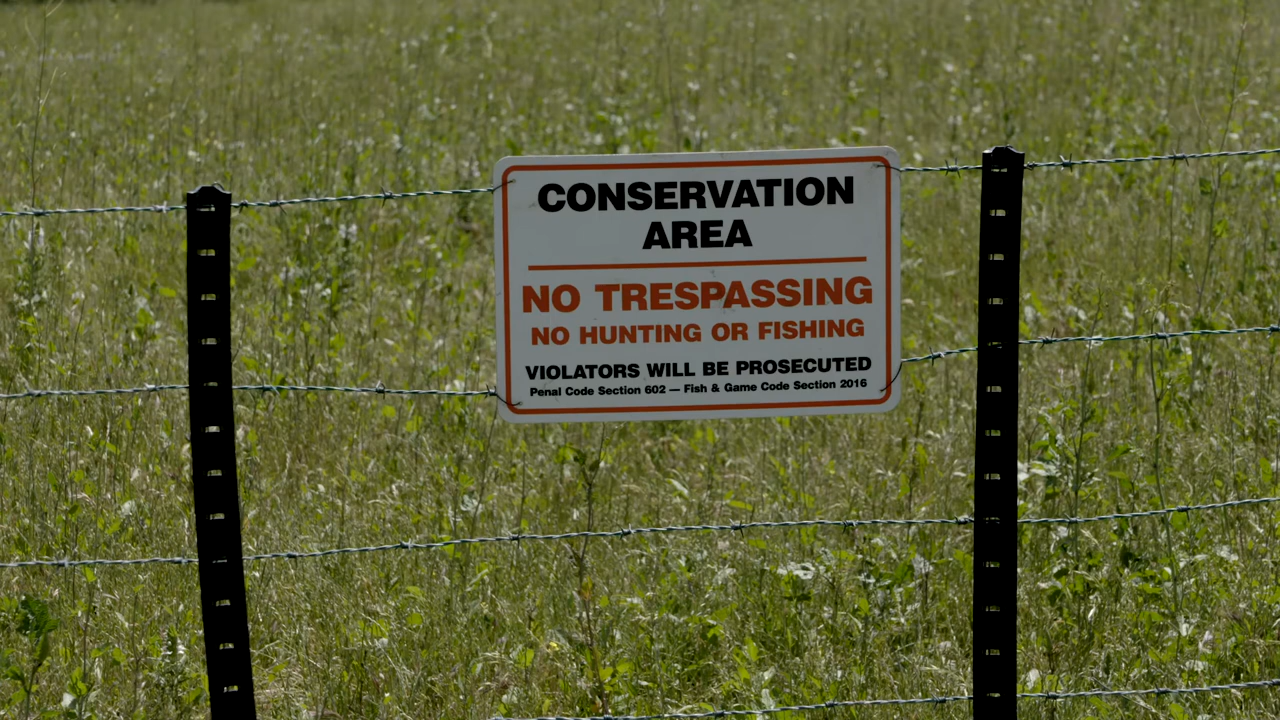 CONSERVATION
AREA
NO TRESPASSING
NO HUNTING OR FISHING
VIOLATORS WILL BE PROSECUTED
Penal Code Section 602 — Fish & Game Code Section 2016